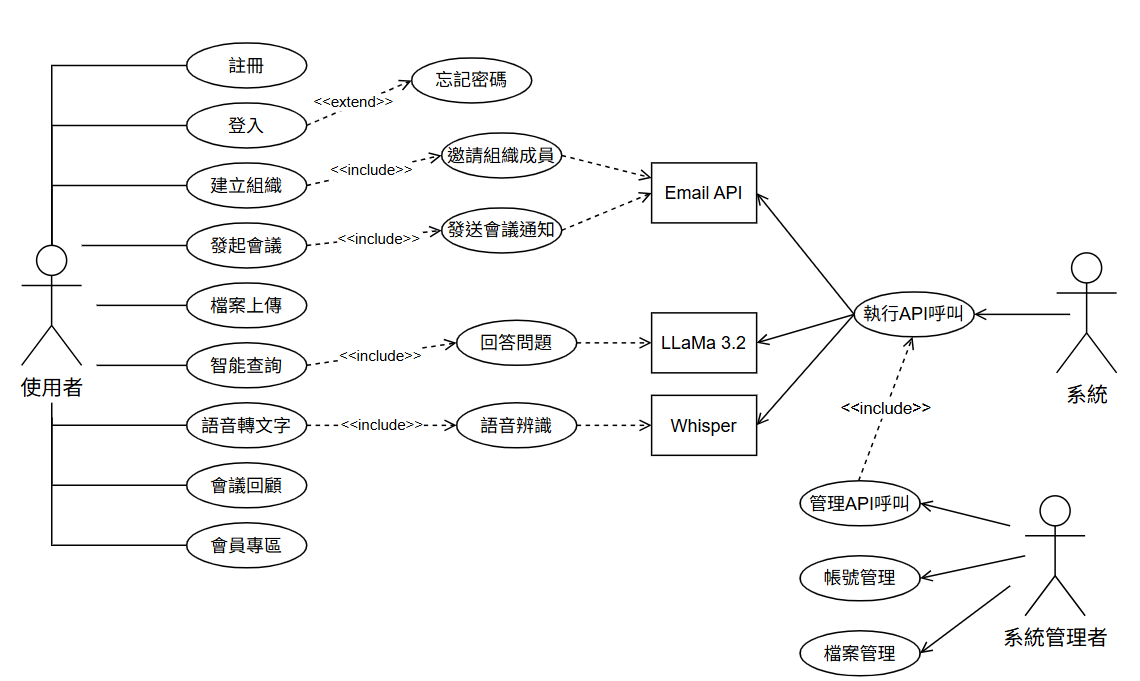 註冊
忘記密碼
<<extend>>
登入
邀請組織成員
<<include>>
建立組織
Email API
發送會議通知
<<include>>
發起會議
檔案上傳
執行API呼叫
回答問題
LLaMa 3.2
<<include>>
智能查詢
使用者
系統
<<include>>
語音轉文字
<<include>>
語音辨識
Whisper
會議回顧
管理API呼叫
會員專區
帳號管理
系統管理者
檔案管理